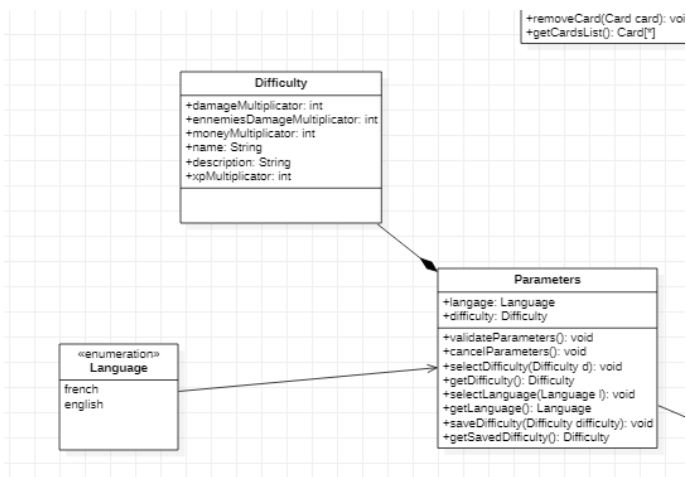 +removeCard(Card card): voi
+getCardsList(): Card[*]
Difficulty
+damageMultiplicator: int
+ennemiesDamageMultiplicator: int
+moneyMultiplicator: int
+name: String
+description: String
+xpMultiplicator: int
Parameters
+langage: Language
+difficulty: Difficulty
+validateParameters(): void
+cancelParameters(): void
+selectDifficulty(Difficulty d): void
+getDifficulty(): Difficulty
+selectLanguage(Language l): void
+getLanguage(): Language
+saveDifficulty(Difficulty difficulty): void
+getSavedDifficulty(): Difficulty
«enumeration»
Language
french
english